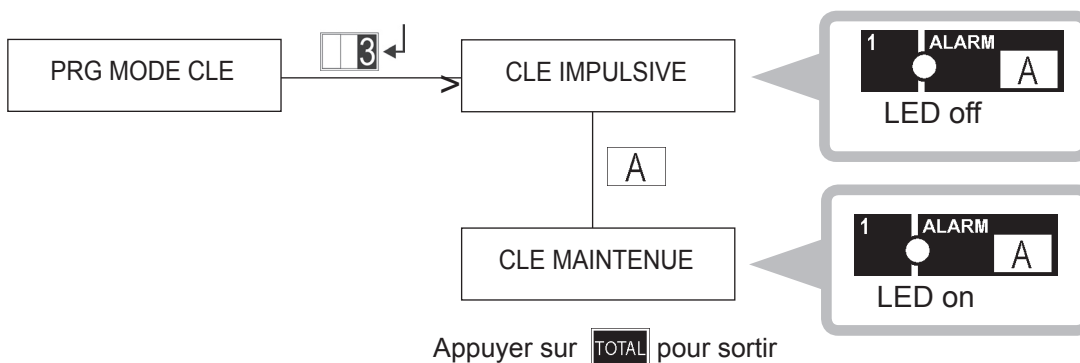 PRG MODE CLE
3
CLE IMPULSIVE
1 ALARM
A
LED off
A
CLE MAINTENUE
1 ALARM
A
LED on
Appuyer sur TOTAL pour sortir